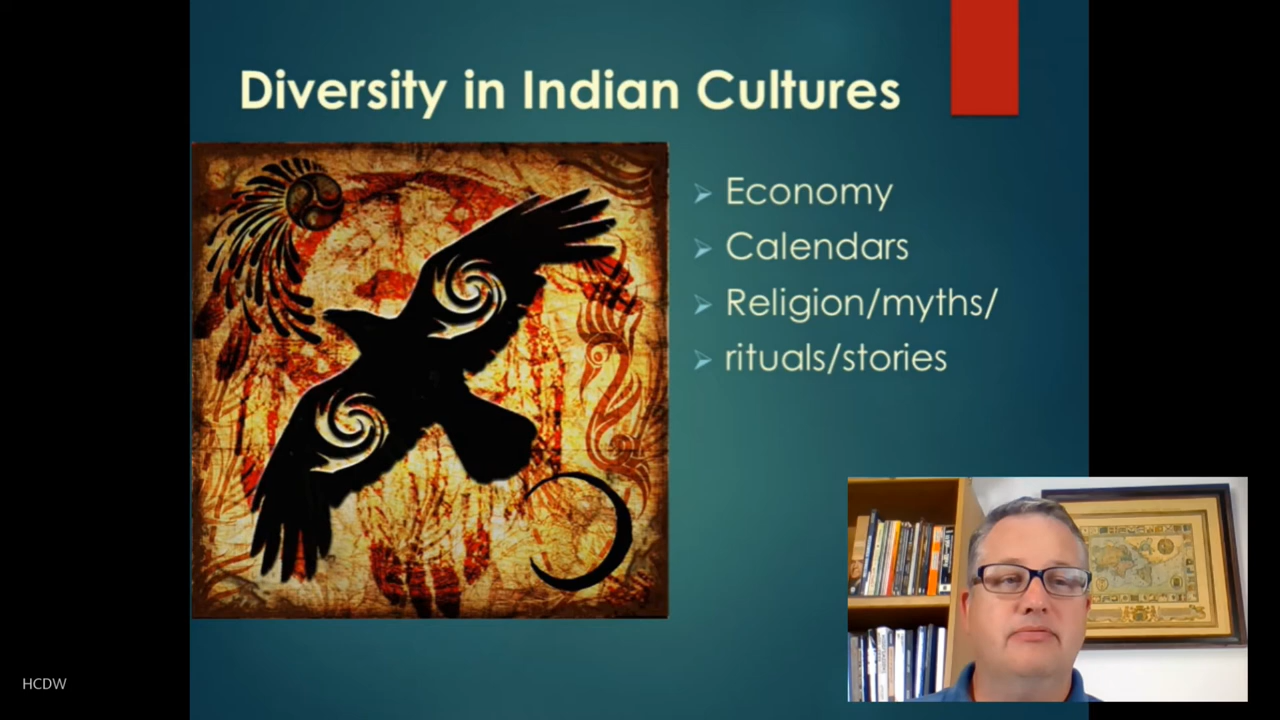 Diversity in Indian Cultures
Economy
Calendars
Religion/myths/
rituals/stories
HCDW